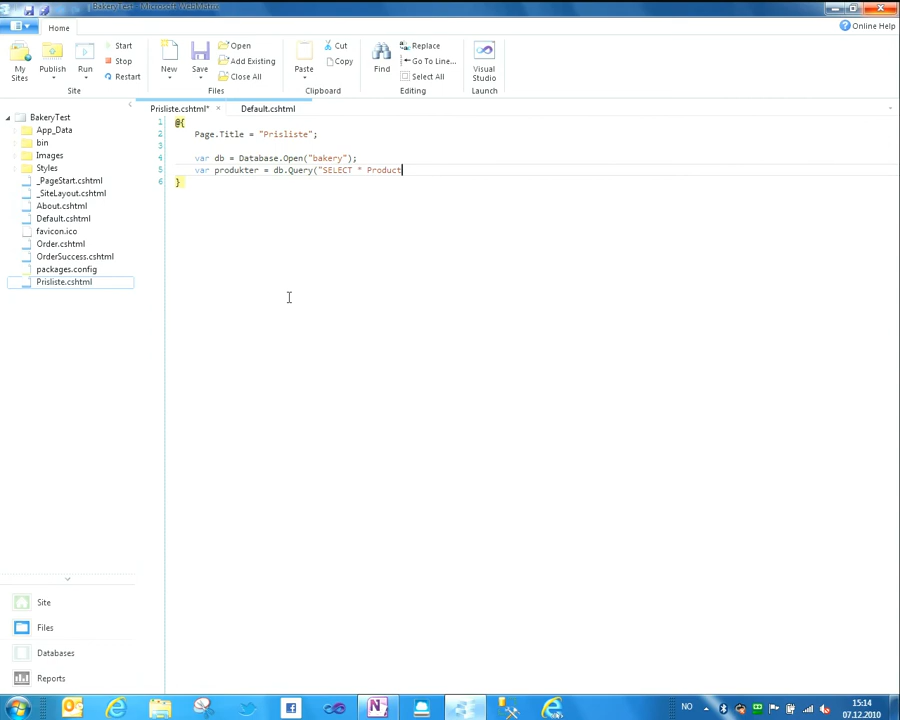 BakeryTest - Microsoft WebMatrix
Home
Online Help
My Sites
Publish
Run
Start
Stop
Restart
Site
New
Save
Open
Add Existing
Close All
Files
Paste
Cut
Copy
Clipboard
Find
Replace
Go To Line...
Select All
Editing
Visual Studio
Launch
BakeryTest
App_Data
bin
Images
Styles
_PageStart.cshtml
_SiteLayout.cshtml
About.cshtml
Default.cshtml
favicon.ico
Order.cshtml
OrderSuccess.cshtml
packages.config
Prisliste.cshtml
Site
Files
Databases
Reports
Prisliste.cshtml* ×
Default.cshtml
1 @{
2 Page.Title = "Prisliste";
3
4 var db = Database.Open("bakery");
5 var produkter = db.Query("SELECT * Product
6 }
NO
15:14
07.12.2010